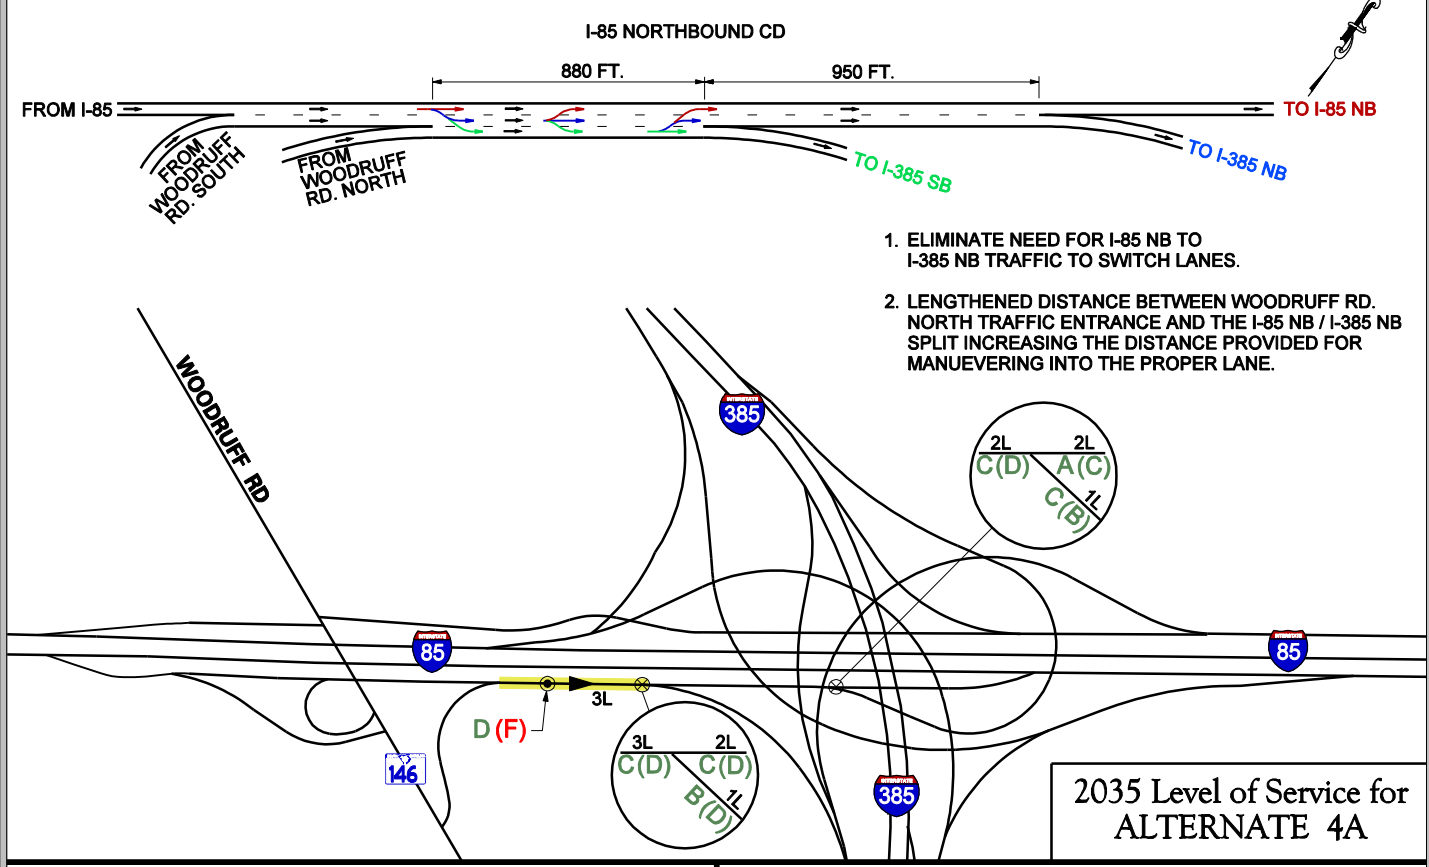 I-85 NORTHBOUND CD
880 FT.
950 FT.
FROM I-85
TO I-85 NB
FROM
WOODRUFF
RD. SOUTH
FROM
WOODRUFF
RD. NORTH
TO I-385 SB
TO I-385 NB
1. ELIMINATE NEED FOR I-85 NB TO
I-385 NB TRAFFIC TO SWITCH LANES.
2. LENGTHENED DISTANCE BETWEEN WOODRUFF RD.
NORTH TRAFFIC ENTRANCE AND THE I-85 NB / I-385 NB
SPLIT INCREASING THE DISTANCE PROVIDED FOR
MANUEVERING INTO THE PROPER LANE.
WOODRUFF RD
385
2L 2L
C(D) A(C)
1L
C(B)
85
85
3L
D (F)
3L 2L
C(D) C(D)
1L
B(D)
146
385
2035 Level of Service for
ALTERNATE 4A